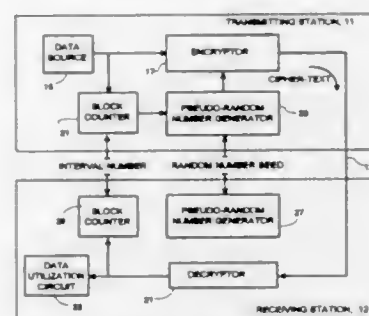 TRANSMITTING STATION, 11
DATA
SOURCE
ENCRYPTOR
17
CIPHER-TEXT
BLOCK
COUNTER
21
PSEUDO-RANDOM
NUMBER GENERATOR
INTERVAL NUMBER
RANDOM NUMBER SEED
BLOCK
COUNTER
PSEUDO-RANDOM
NUMBER GENERATOR
27
DATA
UTILIZATION
CIRCUIT
DECRYPTOR
RECEIVING STATION, 12